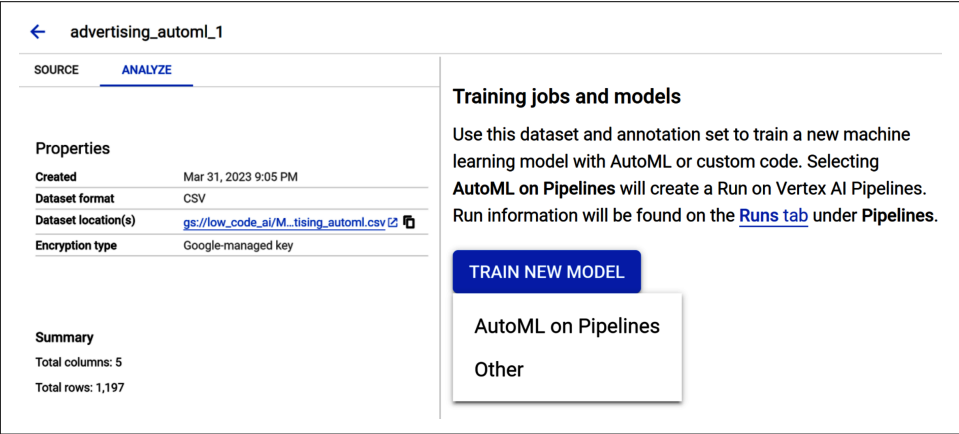 advertising_automl_1
SOURCE ANALYZE
Properties
Created Mar 31, 2023 9:05 PM
Dataset format CSV
Dataset location(s) gs://low_code_ai/M...tising_automl.csv
Encryption type Google-managed key
Summary
Total columns: 5
Total rows: 1,197
Training jobs and models
Use this dataset and annotation set to train a new machine
learning model with AutoML or custom code. Selecting
AutoML on Pipelines will create a Run on Vertex AI Pipelines.
Run information will be found on the Runs tab under Pipelines.
TRAIN NEW MODEL
AutoML on Pipelines
Other